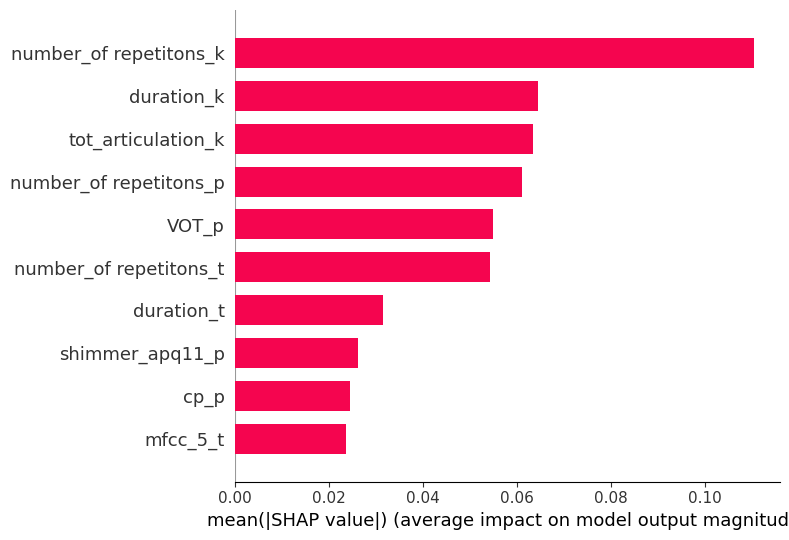 number_of repetitons_k
duration_k
tot_articulation_k
number_of repetitons_p
VOT_p
number_of repetitons_t
duration_t
shimmer_apq11_p
cp_p
mfcc_5_t
0.00 0.02 0.04 0.06 0.08 0.10
mean(|SHAP value|) (average impact on model output magnitud